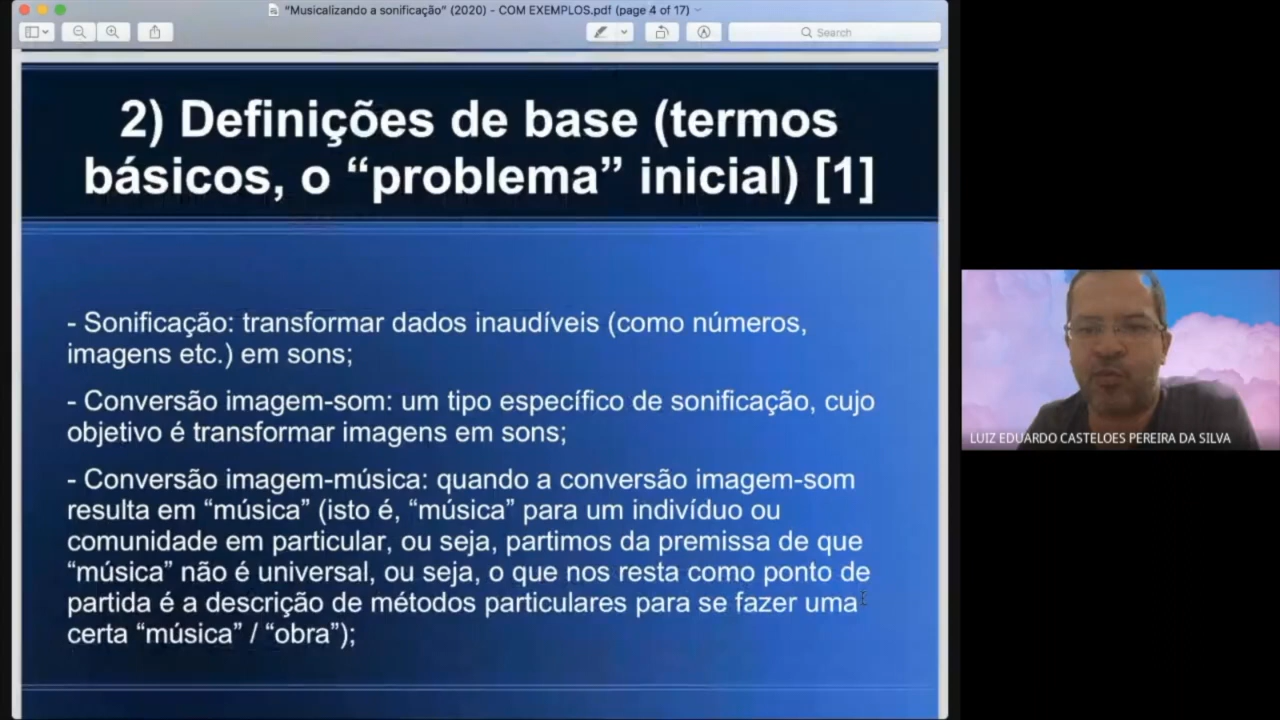 “Musicalizando a sonificação” (2020) - COM EXEMPLOS.pdf (page 4 of 17)
Search
2) Definições de base (termos
básicos, o “problema” inicial) [1]
- Sonificação: transformar dados inaudíveis (como números,
imagens etc.) em sons;
- Conversão imagem-som: um tipo específico de sonificação, cujo
objetivo é transformar imagens em sons;
- Conversão imagem-música: quando a conversão imagem-som
resulta em “música” (isto é, “música” para um indivíduo ou
comunidade em particular, ou seja, partimos da premissa de que
“música” não é universal, ou seja, o que nos resta como ponto de
partida é a descrição de métodos particulares para se fazer uma
certa “música” / “obra”);
LUIZ EDUARDO CASTELOES PEREIRA DA SILVA